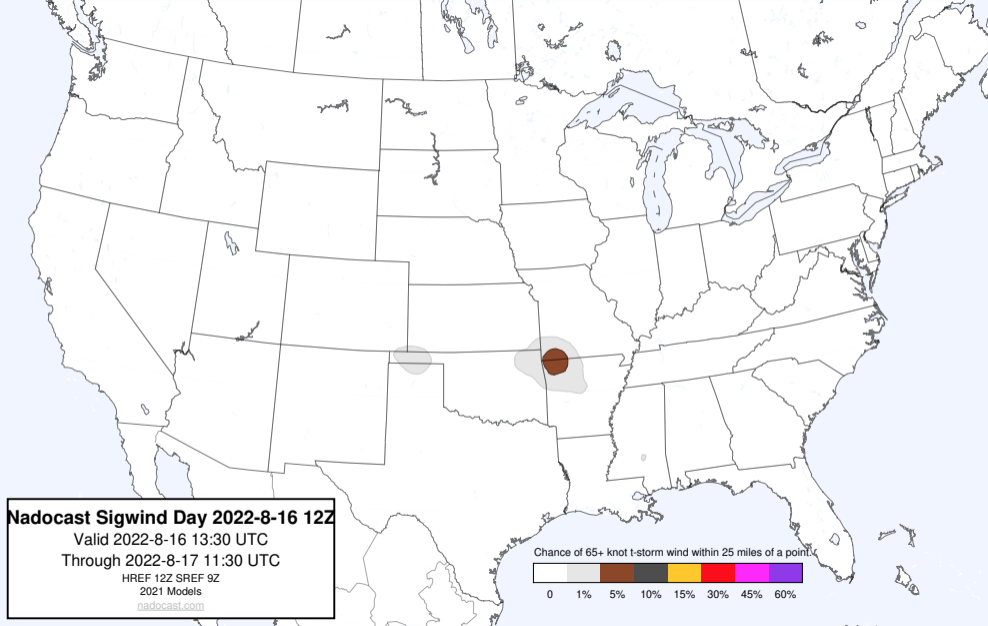 Nadocast Sigwind Day 2022-8-16 12Z
Valid 2022-8-16 13:30 UTC
Through 2022-8-17 11:30 UTC
HREF 12Z SREF 9Z
2021 Models
nadocast.com
Chance of 65+ knot t-storm wind within 25 miles of a point.
0 1% 5% 10% 15% 30% 45% 60%